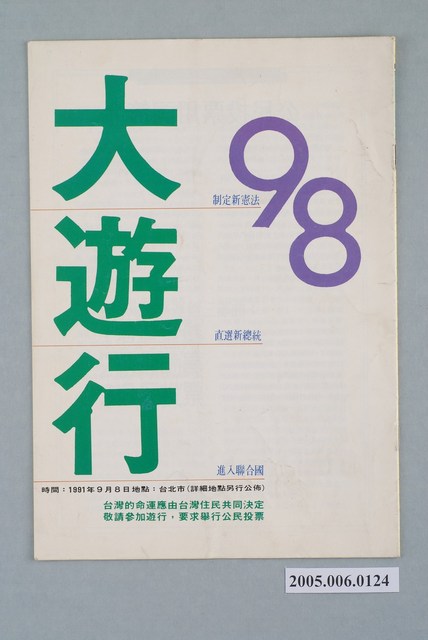 98
大遊行
制定新憲法
直選新總統
進入聯合國
時間：1991年9月8日地點：台北市(詳細地點另行公佈)
台灣的命運應由台灣住民共同決定
敬請參加遊行，要求舉行公民投票
2005.006.0124